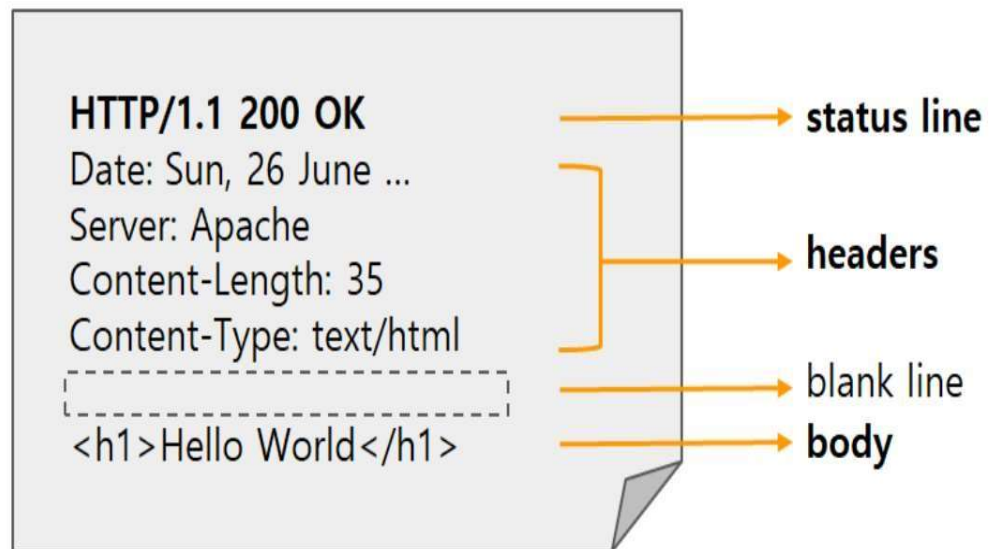 HTTP/1.1 200 OK
Date: Sun, 26 June ...
Server: Apache
Content-Length: 35
Content-Type: text/html
<h1>Hello World</h1>
status line
headers
blank line
body